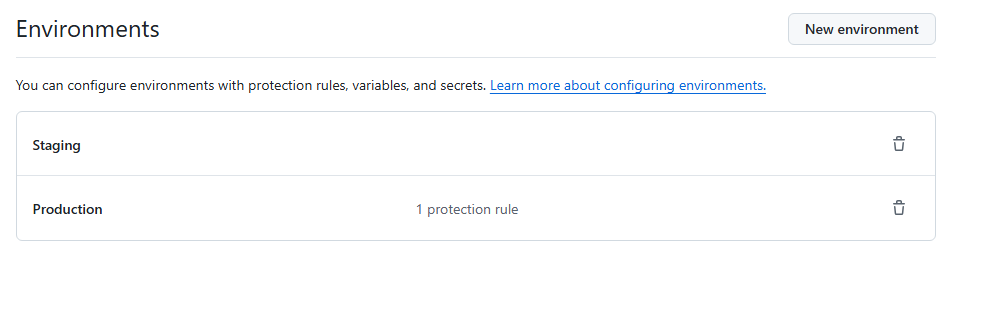 Environments
New environment
You can configure environments with protection rules, variables, and secrets. Learn more about configuring environments.
Staging
Production
1 protection rule